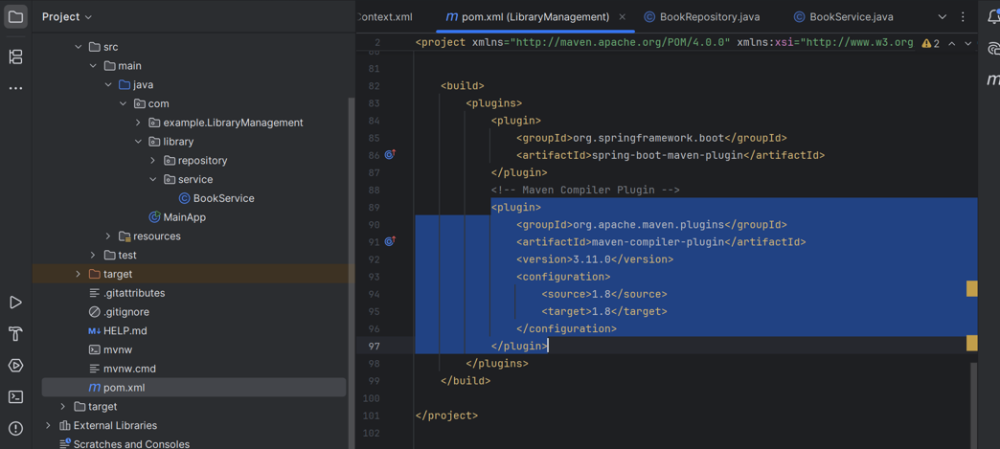 Project
:ontext.xml
m pom.xml (LibraryManagement)
BookRepository.java
BookService.java
src
main
java
com
example.LibraryManagement
library
repository
service
BookService
MainApp
resources
test
target
.gitattributes
.gitignore
M↓ HELP.md
mvnw
mvnw.cmd
m pom.xml
target
External Libraries
Scratches and Consoles
2 <project xmlns="http://maven.apache.org/POM/4.0.0" xmlns:xsi="http://www.w3.org
2
80
81
82 <build>
83 <plugins>
84 <plugin>
85 <groupId>org.springframework.boot</groupId>
86 <artifactId>spring-boot-maven-plugin</artifactId>
87 </plugin>
88 <!-- Maven Compiler Plugin -->
89 <plugin>
90 <groupId>org.apache.maven.plugins</groupId>
91 <artifactId>maven-compiler-plugin</artifactId>
92 <version>3.11.0</version>
93 <configuration>
94 <source>1.8</source>
95 <target>1.8</target>
96 </configuration>
97 </plugin>
98 </plugins>
99 </build>
100
101 </project>
102
m